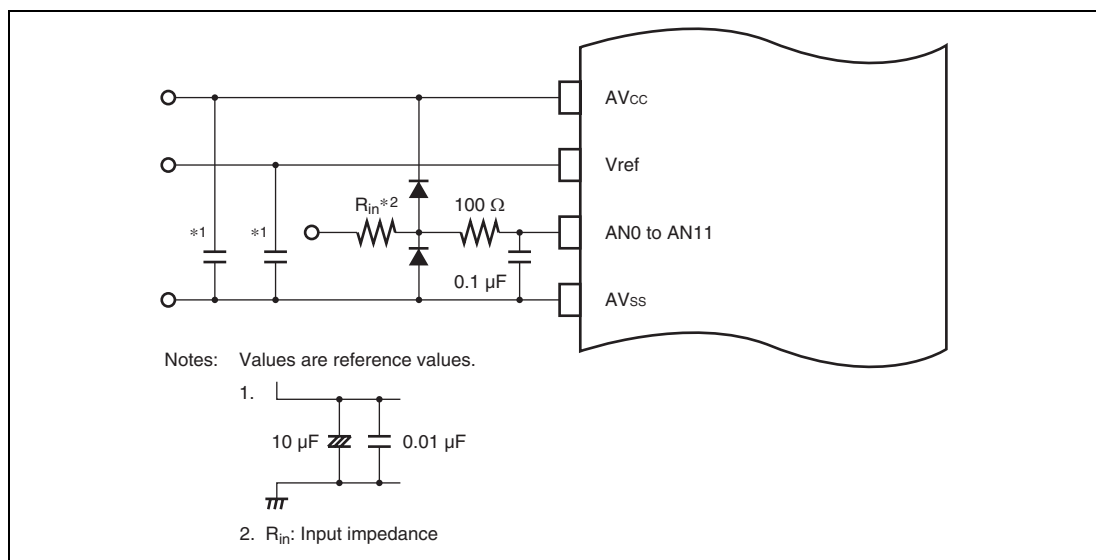 AVcc
Vref
Rin*2
100 Ω
*1
*1
AN0 to AN11
0.1 µF
AVss
Notes: Values are reference values.
1.
10 µF
0.01 µF
2. Rin: Input impedance